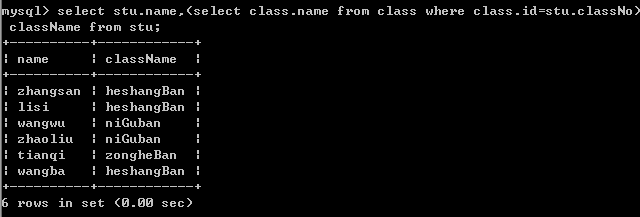 mysql> select stu.name,(select class.name from class where class.id=stu.classNo)
 className from stu;
+----------+------------+
| name     | className  |
+----------+------------+
| zhangsan | heshangBan |
| lisi     | heshangBan |
| wangwu   | niGuban    |
| zhaoliu  | niGuban    |
| tianqi   | zongheBan  |
| wangba   | heshangBan |
+----------+------------+
6 rows in set (0.00 sec)